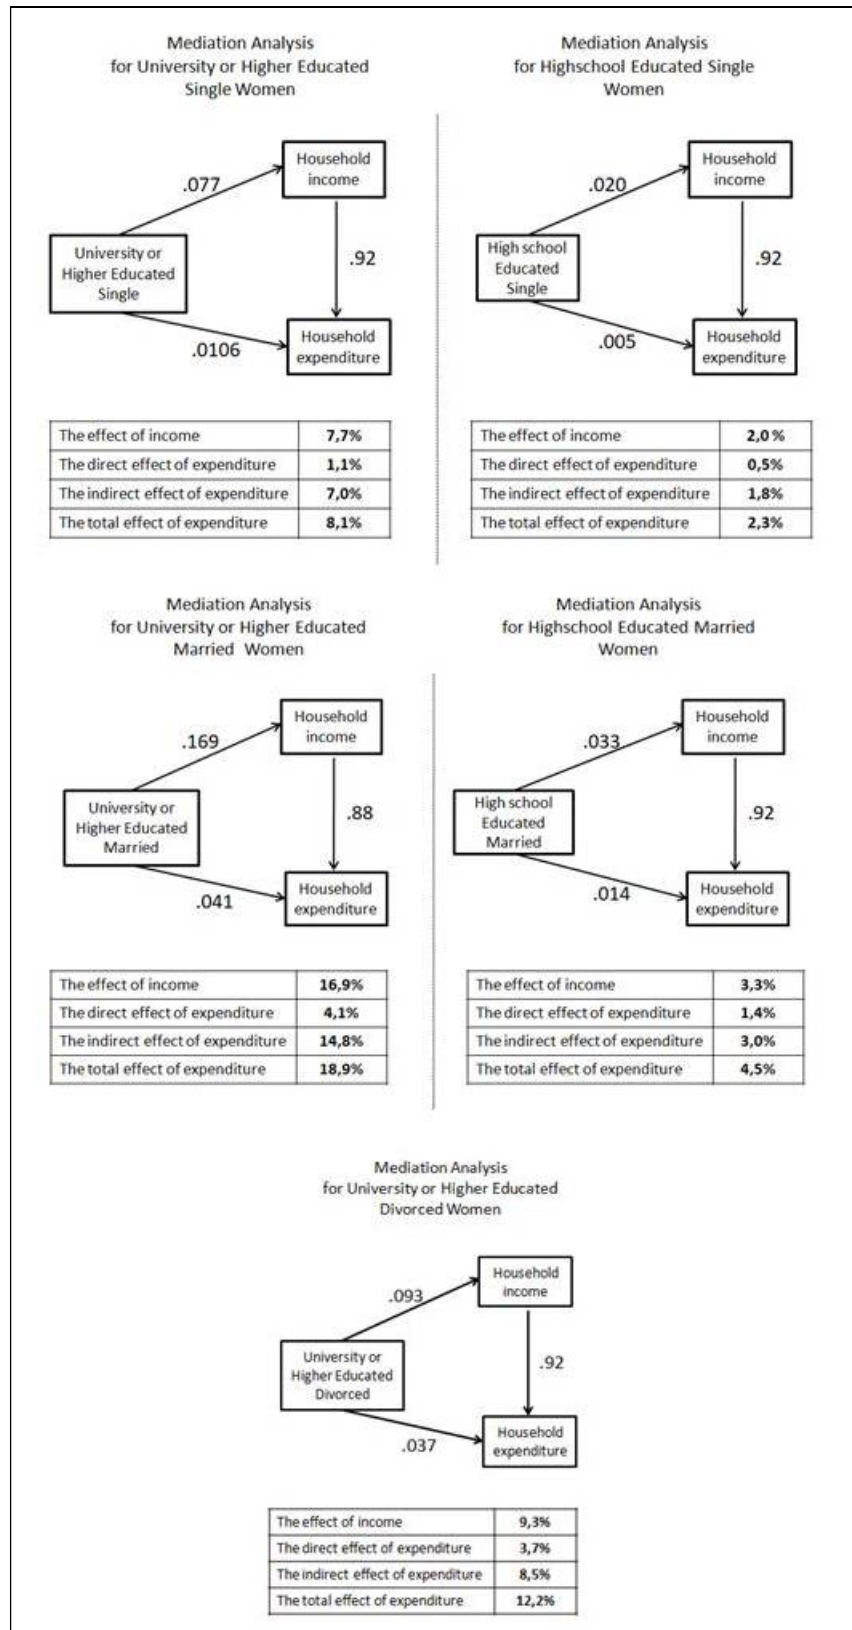 Mediation Analysis
for University or Higher Educated
Single Women
Household
income
.077
University or
Higher Educated
Single
.92
.0106
Household
expenditure
The effect of income 7,7%
The direct effect of expenditure 1,1%
The indirect effect of expenditure 7,0%
The total effect of expenditure 8,1%
Mediation Analysis
for Highschool Educated Single
Women
Household
income
.020
High school
Educated
Single
.92
.005
Household
expenditure
The effect of income 2,0 %
The direct effect of expenditure 0,5%
The indirect effect of expenditure 1,8%
The total effect of expenditure 2,3%
Mediation Analysis
for University or Higher Educated
Married Women
Household
income
.169
University or
Higher Educated
Married
.88
.041
Household
expenditure
The effect of income 16,9%
The direct effect of expenditure 4,1%
The indirect effect of expenditure 14,8%
The total effect of expenditure 18,9%
Mediation Analysis
for Highschool Educated Married
Women
Household
income
.033
High school
Educated
Married
.92
.014
Household
expenditure
The effect of income 3,3%
The direct effect of expenditure 1,4%
The indirect effect of expenditure 3,0%
The total effect of expenditure 4,5%
Mediation Analysis
for University or Higher Educated
Divorced Women
Household
income
.093
University or
Higher Educated
Divorced
.92
.037
Household
expenditure
The effect of income 9,3%
The direct effect of expenditure 3,7%
The indirect effect of expenditure 8,5%
The total effect of expenditure 12,2%